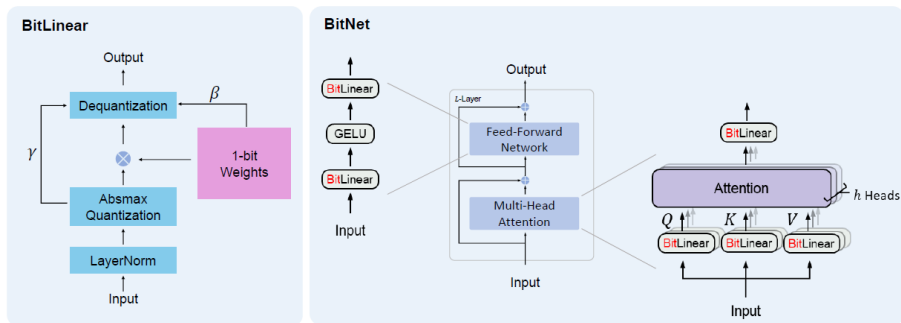 BitLinear
Output
Dequantization
β
γ
1-bit
Weights
Absmax
Quantization
LayerNorm
Input
BitNet
BitLinear
GELU
BitLinear
Input
Output
L-Layer
Feed-Forward
Network
Multi-Head
Attention
Input
BitLinear
Attention
h Heads
Q
K
V
BitLinear
BitLinear
BitLinear
Input